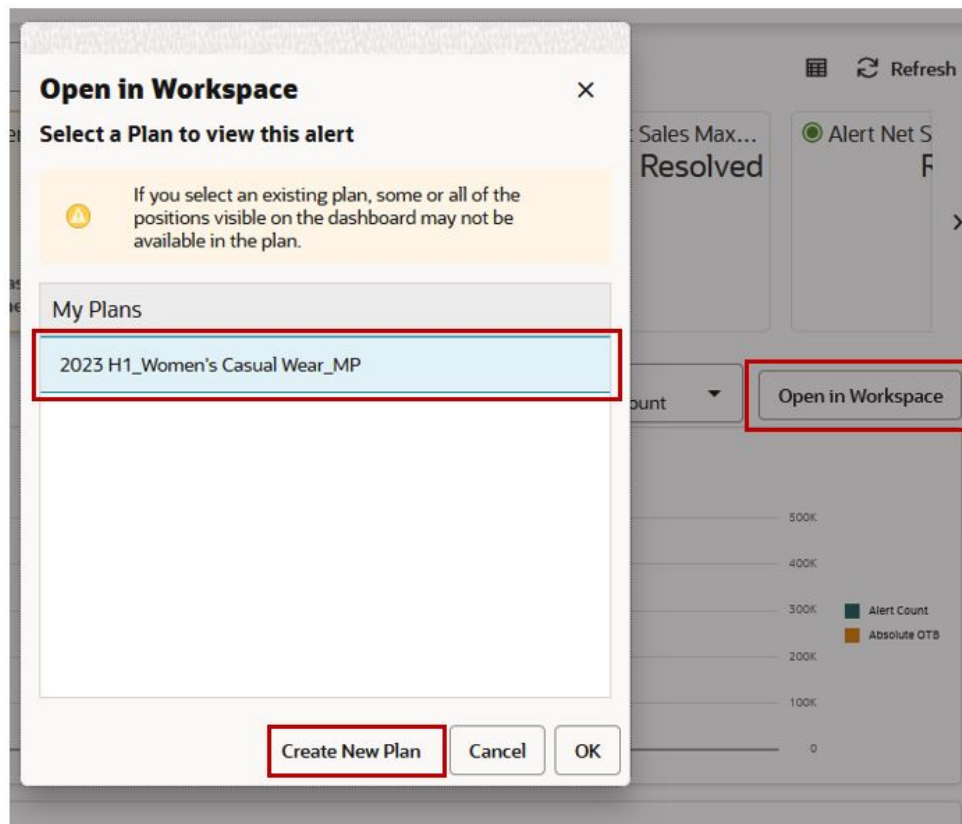 Open in Workspace
Select a Plan to view this alert
If you select an existing plan, some or all of the
positions visible on the dashboard may not be
available in the plan.
My Plans
2023 H1_Women's Casual Wear_MP
Create New Plan
Cancel
OK
Refresh
Sales Max...
Resolved
Alert Net S
R
ount
Open in Workspace
500K
400K
300K
200K
100K
0
Alert Count
Absolute OTB